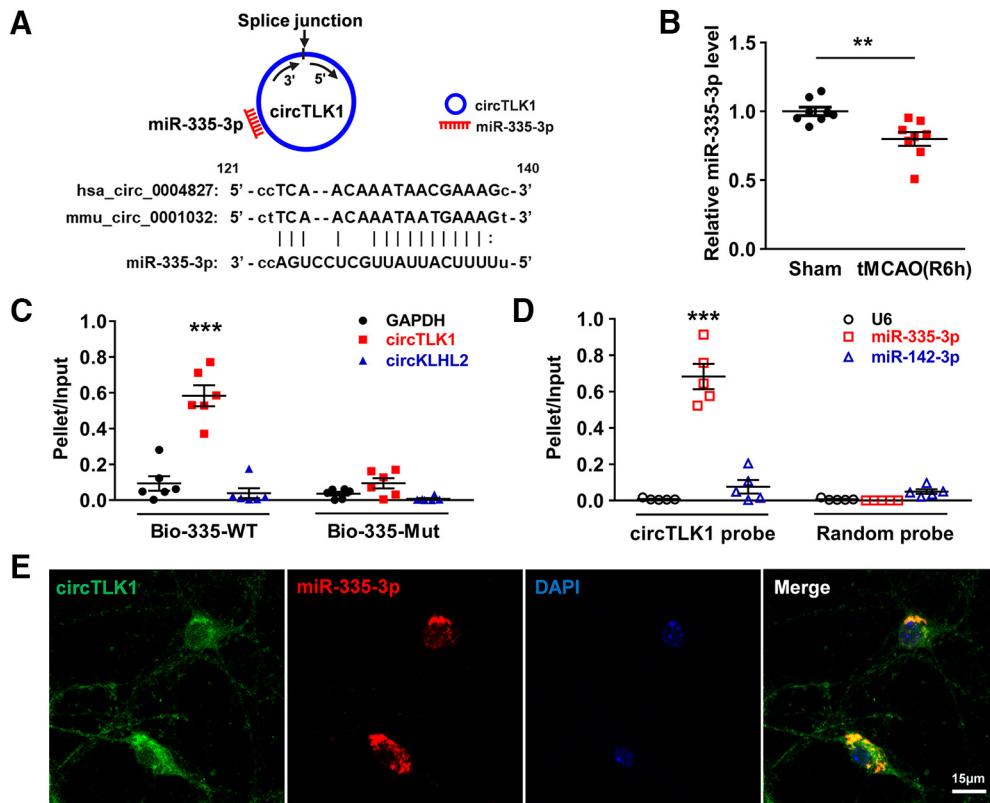 A
Splice junction
3' 5'
circTLK1
miR-335-3p
circTLK1
miR-335-3p
121 140
hsa_circ_0004827: 5' - ccTCA--ACAAAUAACGAAAGc- 3'
mmu_circ_0001032: 5' - ctTCA--ACAAAUAATGAAAGt - 3'
| | | | | | | | | | | | | | :
miR-335-3p: 3' - ccAGUCCUCGUUAUUACUUUUu- 5'
B
Relative miR-335-3p level
1.5
1.0
0.5
0.0
**
Sham tMCAO(R6h)
C
Pellet/Input
1.0
0.8
0.6
0.4
0.2
0.0
***
GAPDH
circTLK1
circKLHL2
Bio-335-WT Bio-335-Mut
D
Pellet/Input
1.0
0.8
0.6
0.4
0.2
0.0
***
U6
miR-335-3p
miR-142-3p
circTLK1 probe Random probe
E
circTLK1 miR-335-3p DAPI Merge
15μm